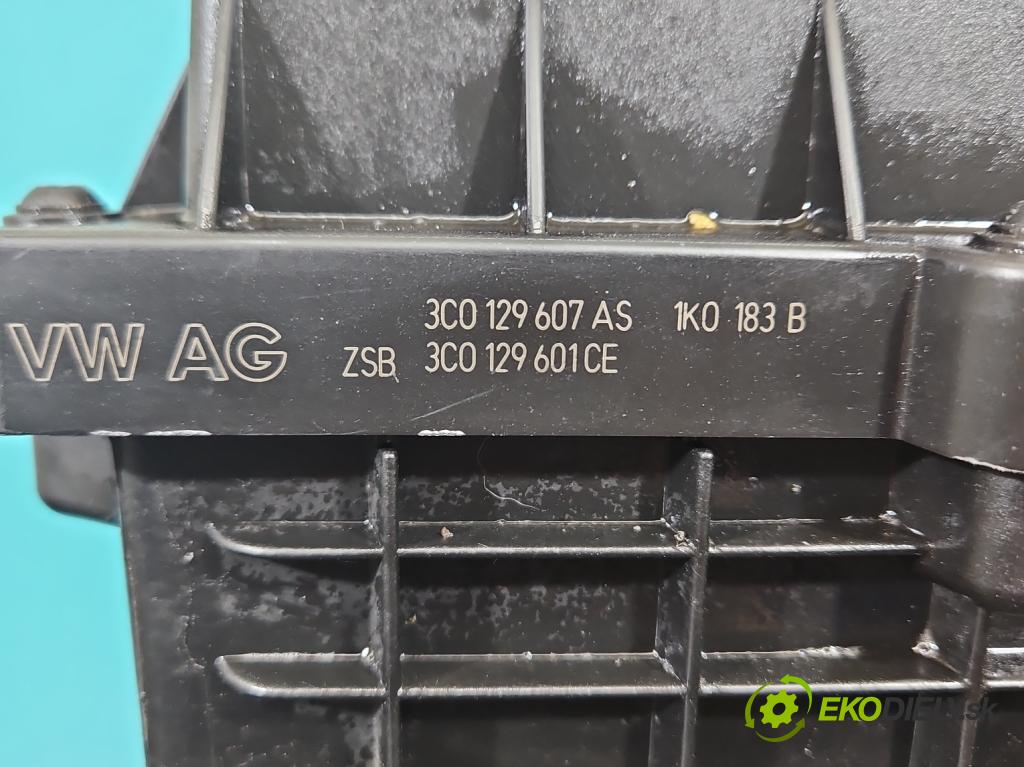 VW AG
3C0 129 607 AS 1K0 183 B
ZSB 3C0 129 601 CE
EKODIELY.sk